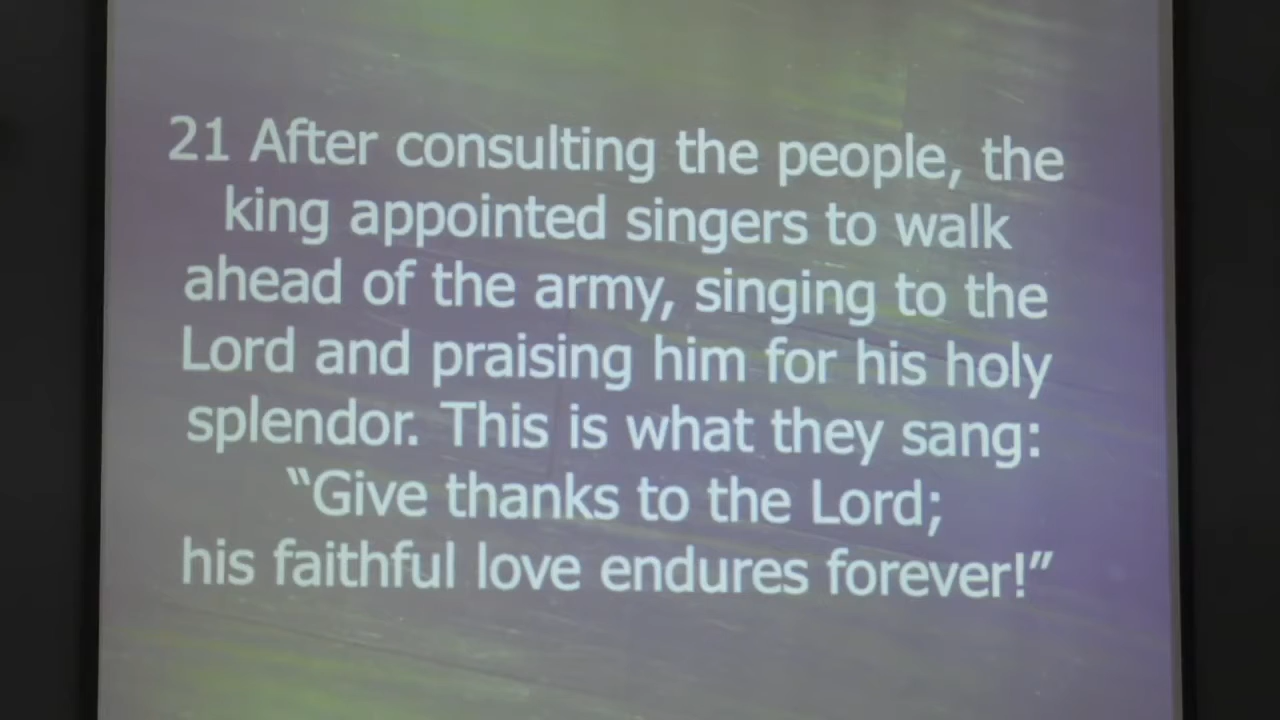 21 After consulting the people, the
king appointed singers to walk
ahead of the army, singing to the
Lord and praising him for his holy
splendor. This is what they sang:
“Give thanks to the Lord;
his faithful love endures forever!”